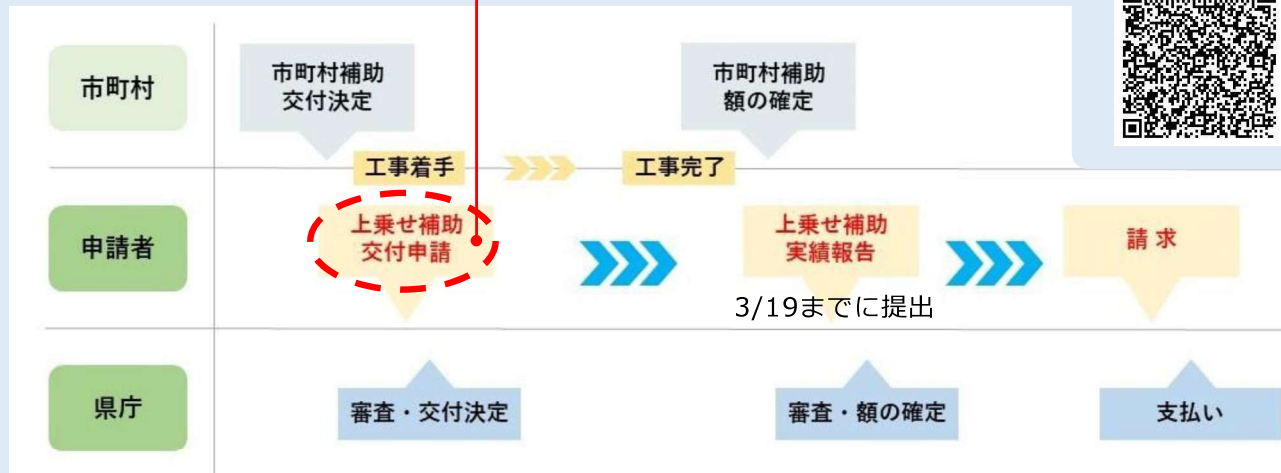 市町村
市町村補助
交付決定
市町村補助
額の確定
工事着手
工事完了
申請者
上乗せ補助
交付申請
上乗せ補助
実績報告
請求
3/19までに提出
県庁
審査・交付決定
審査・額の確定
支払い